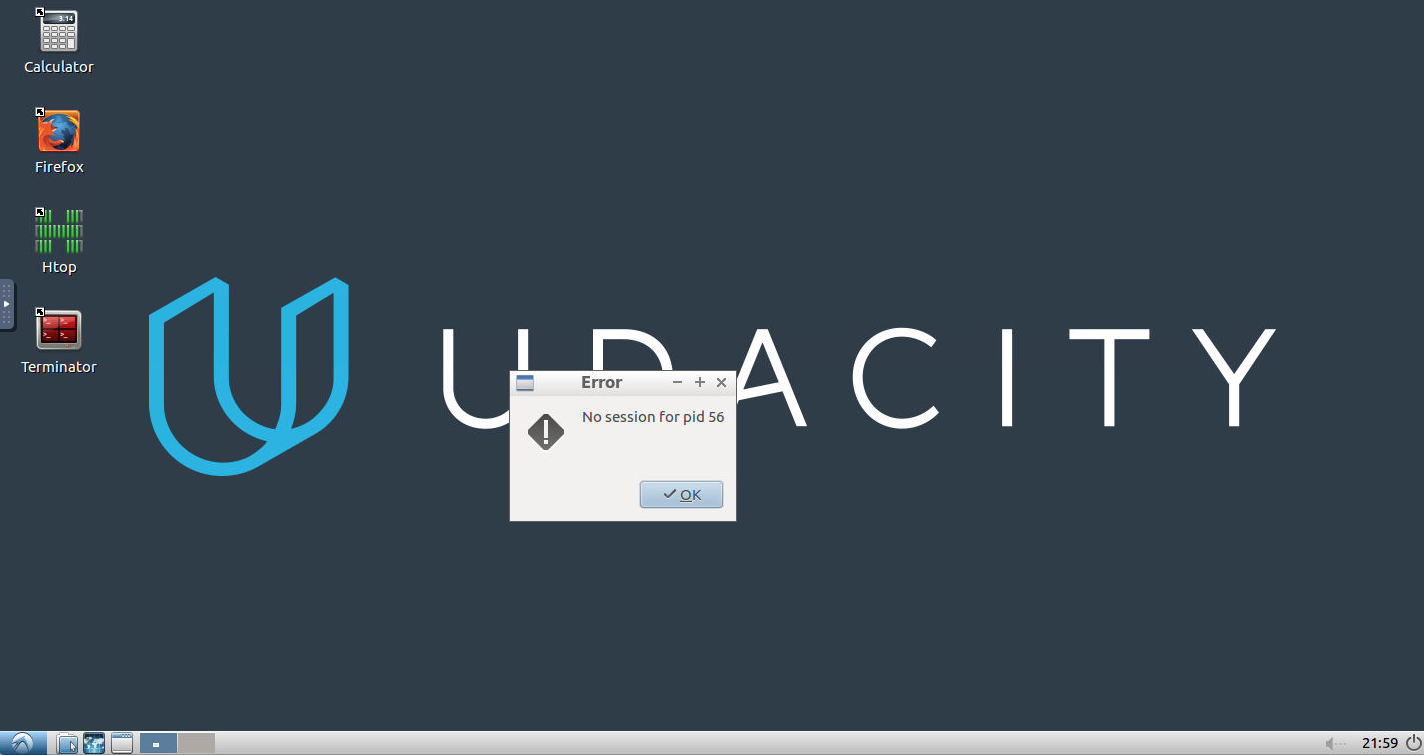 3.14
Calculator
Firefox
Htop
Terminator
UDACITY
Error
No session for pid 56
OK
21:59